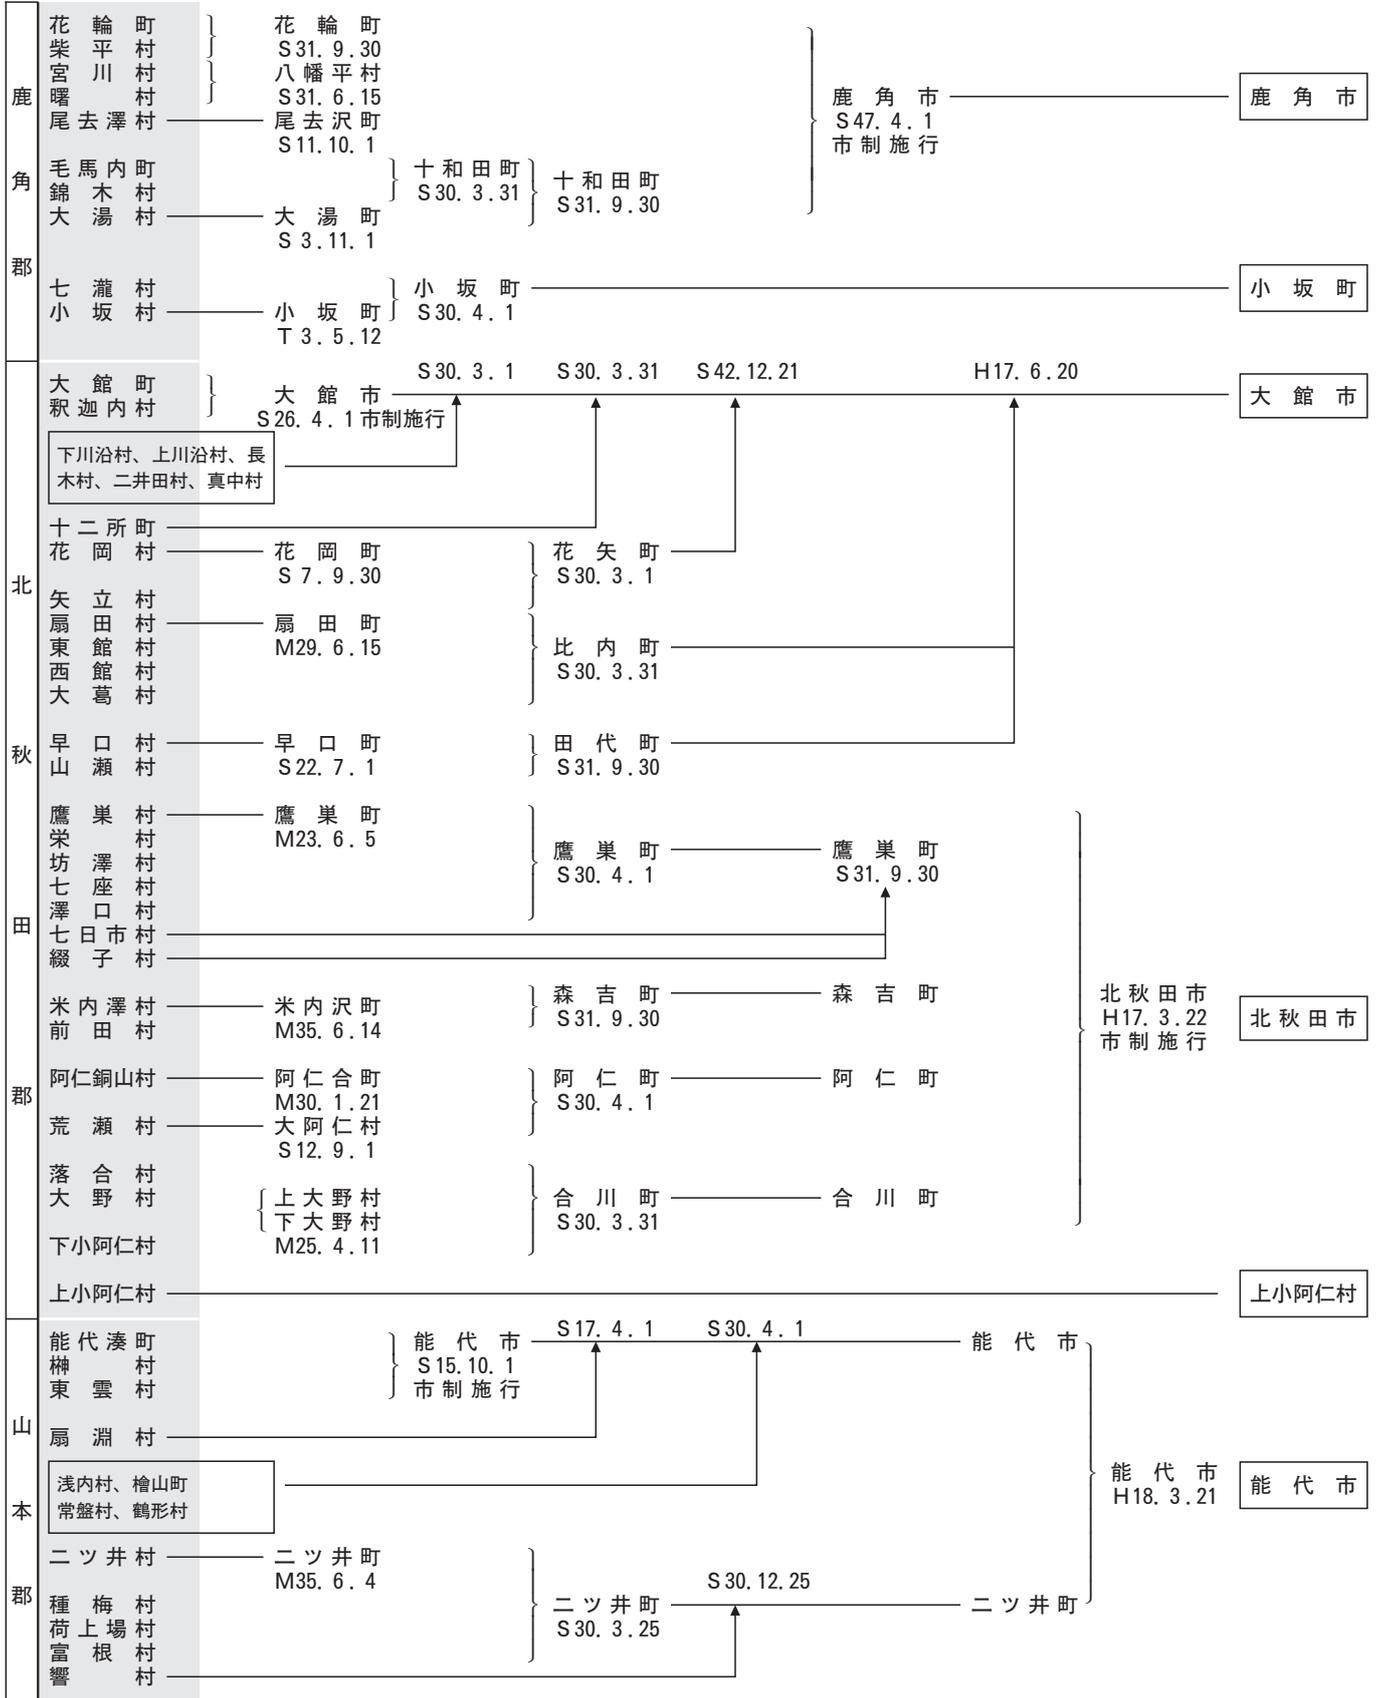 鹿角郡
花輪町 花輪町
柴平村 S31.9.30
宮川村 八幡平村
曙村 S31.6.15
尾去澤村 尾去沢町
S11.10.1
鹿角市 鹿角市
S47.4.1
市制施行
毛馬内町 十和田町 十和田町
錦木村 S30.3.31 S31.9.30
大湯村 大湯町
S3.11.1
七瀧村 小坂町 小坂町
小坂村 小坂町 S30.4.1
T3.5.12
北秋田郡
S30.3.1 S30.3.31 S42.12.21 H17.6.20
大館町 大館市 大館市
釈迦内村 S26.4.1市制施行
下川沿村、上川沿村、長
木村、二井田村、真中村
十二所町
花岡村 花岡町 花矢町
S7.9.30 S30.3.1
矢立村
扇田村 扇田町
東館村 M29.6.15 比内町
西館村 S30.3.31
大葛村
早口村 早口町 田代町
山瀬村 S22.7.1 S31.9.30
鷹巣村 鷹巣町
栄村 M23.6.5
坊澤村 鷹巣町 鷹巣町
七座村 S30.4.1 S31.9.30
澤口村
七日市村
綴子村
米内澤村 米内沢町 森吉町 森吉町
前田村 M35.6.14 S31.9.30
北秋田市 北秋田市
H17.3.22
市制施行
阿仁銅山村 阿仁合町 阿仁町 阿仁町
M30.1.21 S30.4.1
荒瀬村 大阿仁村
S12.9.1
落合村
大野村 上大野村 合川町 合川町
下大野村 S30.3.31
下小阿仁村 M25.4.11
上小阿仁村 上小阿仁村
山本郡
S17.4.1 S30.4.1
能代湊町 能代市 能代市
榊村 S15.10.1
東雲村 市制施行
扇淵村
浅内村、檜山町
常盤村、鶴形村
能代市 能代市
H18.3.21
二ツ井村 二ツ井町
M35.6.4 S30.12.25
種梅村 二ツ井町 二ツ井町
荷上場村 S30.3.25
富根村
響村